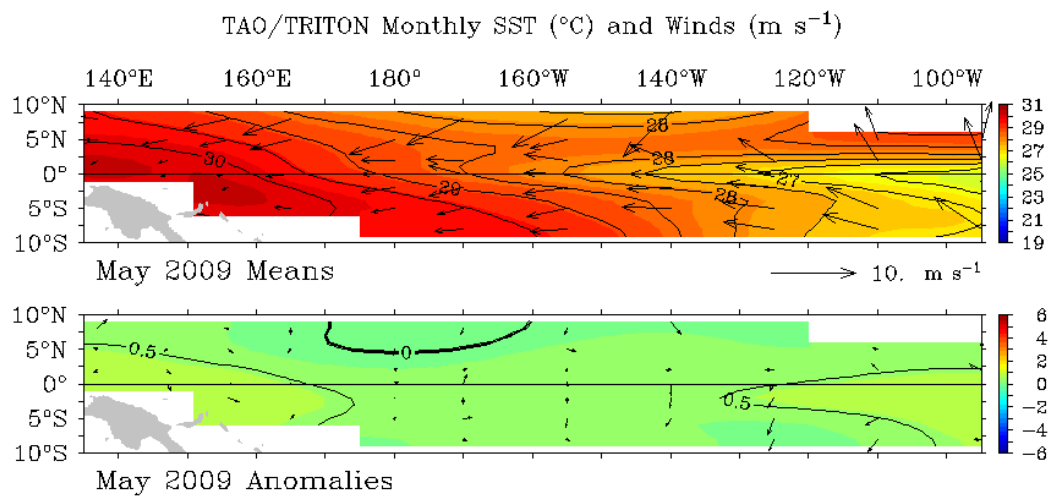 TAO/TRITON Monthly SST (°C) and Winds (m s⁻¹)
140°E 160°E 180° 160°W 140°W 120°W 100°W
10°N
5°N
0°
5°S
10°S
30
29
28
28
28
27
31
29
27
25
23
21
19
May 2009 Means
10. m s⁻¹
10°N
5°N
0°
5°S
10°S
0.5
0
0.5
6
4
2
0
-2
-4
-6
May 2009 Anomalies